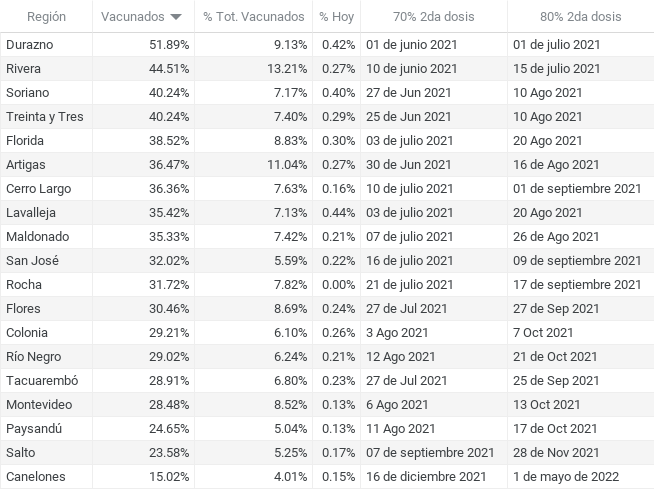 Región Vacunados % Tot. Vacunados % Hoy 70% 2da dosis 80% 2da dosis
Durazno 51.89% 9.13% 0.42% 01 de junio 2021 01 de julio 2021
Rivera 44.51% 13.21% 0.27% 10 de junio 2021 15 de julio 2021
Soriano 40.24% 7.17% 0.40% 27 de Jun 2021 10 Ago 2021
Treinta y Tres 40.24% 7.40% 0.29% 25 de Jun 2021 10 Ago 2021
Florida 38.52% 8.83% 0.30% 03 de julio 2021 20 Ago 2021
Artigas 36.47% 11.04% 0.27% 30 de Jun 2021 16 de Ago 2021
Cerro Largo 36.36% 7.63% 0.16% 10 de julio 2021 01 de septiembre 2021
Lavalleja 35.42% 7.13% 0.44% 03 de julio 2021 20 Ago 2021
Maldonado 35.33% 7.42% 0.21% 07 de julio 2021 26 de Ago 2021
San José 32.02% 5.59% 0.22% 16 de julio 2021 09 de septiembre 2021
Rocha 31.72% 7.82% 0.00% 21 de julio 2021 17 de septiembre 2021
Flores 30.46% 8.69% 0.24% 27 de Jul 2021 27 de Sep 2021
Colonia 29.21% 6.10% 0.26% 3 Ago 2021 7 Oct 2021
Río Negro 29.02% 6.24% 0.21% 12 Ago 2021 21 de Oct 2021
Tacuarembó 28.91% 6.80% 0.23% 27 de Jul 2021 25 de Sep 2021
Montevideo 28.48% 8.52% 0.13% 6 Ago 2021 13 Oct 2021
Paysandú 24.65% 5.04% 0.13% 11 Ago 2021 17 de Oct 2021
Salto 23.58% 5.25% 0.17% 07 de septiembre 2021 28 de Nov 2021
Canelones 15.02% 4.01% 0.15% 16 de diciembre 2021 1 de mayo de 2022